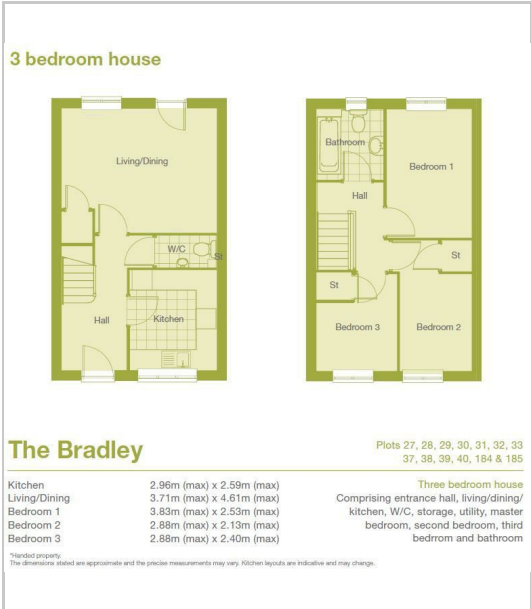 3 bedroom house
Living/Dining
W/C
St
Hall
Kitchen
Bathroom
Bedroom 1
Hall
St
St
Bedroom 3
Bedroom 2
The Bradley
Plots 27, 28, 29, 30, 31, 32, 33
37, 38, 39, 40, 184 & 185
Kitchen 2.96m (max) x 2.59m (max)
Living/Dining 3.71m (max) x 4.61m (max)
Bedroom 1 3.83m (max) x 2.53m (max)
Bedroom 2 2.88m (max) x 2.13m (max)
Bedroom 3 2.88m (max) x 2.40m (max)
Three bedroom house
Comprising entrance hall, living/dining/
kitchen, W/C, storage, utility, master
bedroom, second bedroom, third
bedrrom and bathroom
*Handed property.
The dimensions stated are approximate and the precise measurements may vary. Kitchen layouts are indicative and may change.